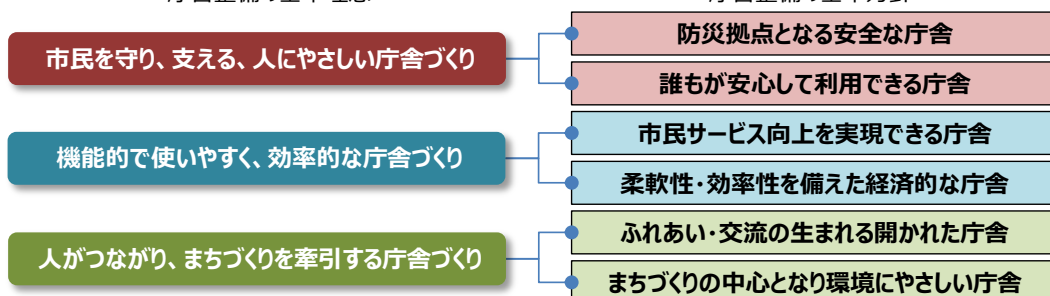 市民を守り、支える、人にやさしい庁舎づくり
防災拠点となる安全な庁舎
誰もが安心して利用できる庁舎
機能的で使いやすく、効率的な庁舎づくり
市民サービス向上を実現できる庁舎
柔軟性・効率性を備えた経済的な庁舎
人がつながり、まちづくりを牽引する庁舎づくり
ふれあい・交流の生まれる開かれた庁舎
まちづくりの中心となり環境にやさしい庁舎